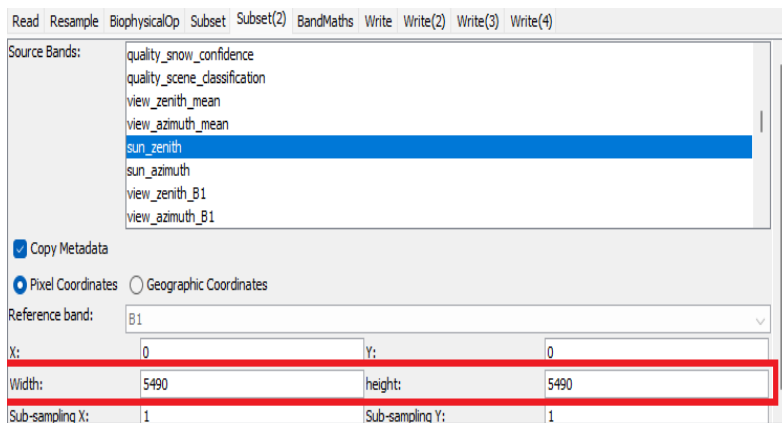 Read Resample BiophysicalOp Subset Subset(2) BandMaths Write Write(2) Write(3) Write(4)
Source Bands: quality_snow_confidence
quality_scene_classification
view_zenith_mean
view_azimuth_mean
sun_zenith
sun_azimuth
view_zenith_B1
view_azimuth_B1
Copy Metadata
Pixel Coordinates Geographic Coordinates
Reference band: B1
X: 0 Y: 0
Width: 5490 height: 5490
Sub-sampling X: 1 Sub-sampling Y: 1